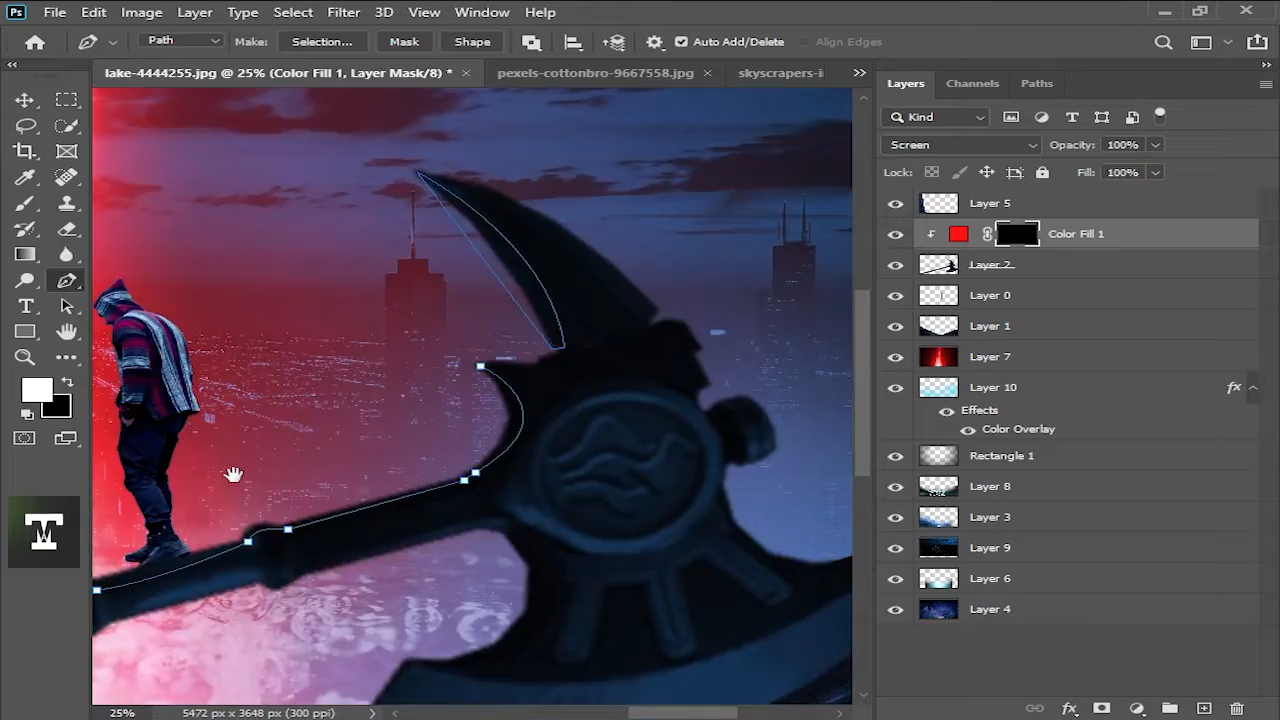 Ps File Edit Image Layer Type Select Filter 3D View Window Help
Path Make: Selection... Mask Shape Auto Add/Delete Align Edges
lake-4444255.jpg @ 25% (Color Fill 1, Layer Mask/8) * × pexels-cottonbro-9667558.jpg × skyscrapers-i
Layers Channels Paths
Kind
Screen Opacity: 100%
Lock: Fill: 100%
Layer 5
Color Fill 1
Layer 2
Layer 0
Layer 1
Layer 7
Layer 10 fx
Effects
Color Overlay
Rectangle 1
Layer 8
Layer 3
Layer 9
Layer 6
Layer 4
25% 5472 px x 3648 px (300 ppi)